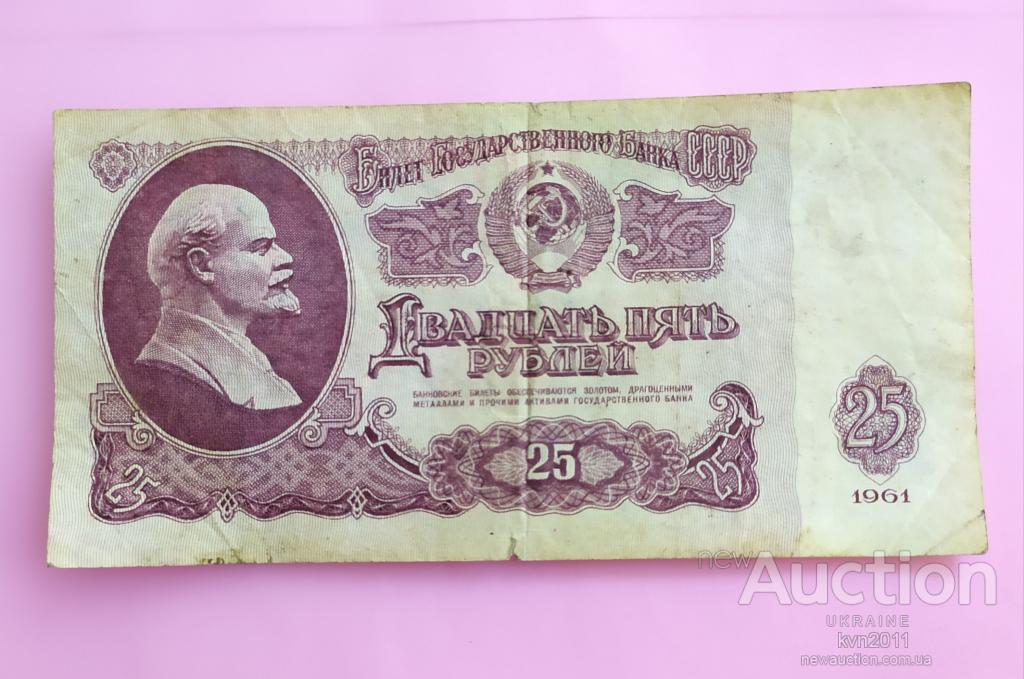 Билет Государственного Банка СССР
Двадцать пять
рублей
БАНКОВСКИЕ БИЛЕТЫ ОБЕСПЕЧИВАЮТСЯ ЗОЛОТОМ, ДРАГОЦЕННЫМИ
МЕТАЛЛАМИ И ПРОЧИМИ АКТИВАМИ ГОСУДАРСТВЕННОГО БАНКА
25
25
25
25
1961
new Auction
UKRAINE
kvn2011
newauction.com.ua